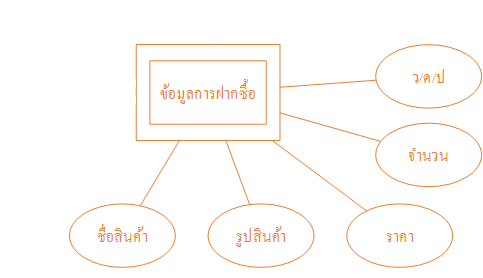 ว/ด/ป
ข้อมูลการฝากซื้อ
จำนวน
ชื่อสินค้า
รูปสินค้า
ราคา